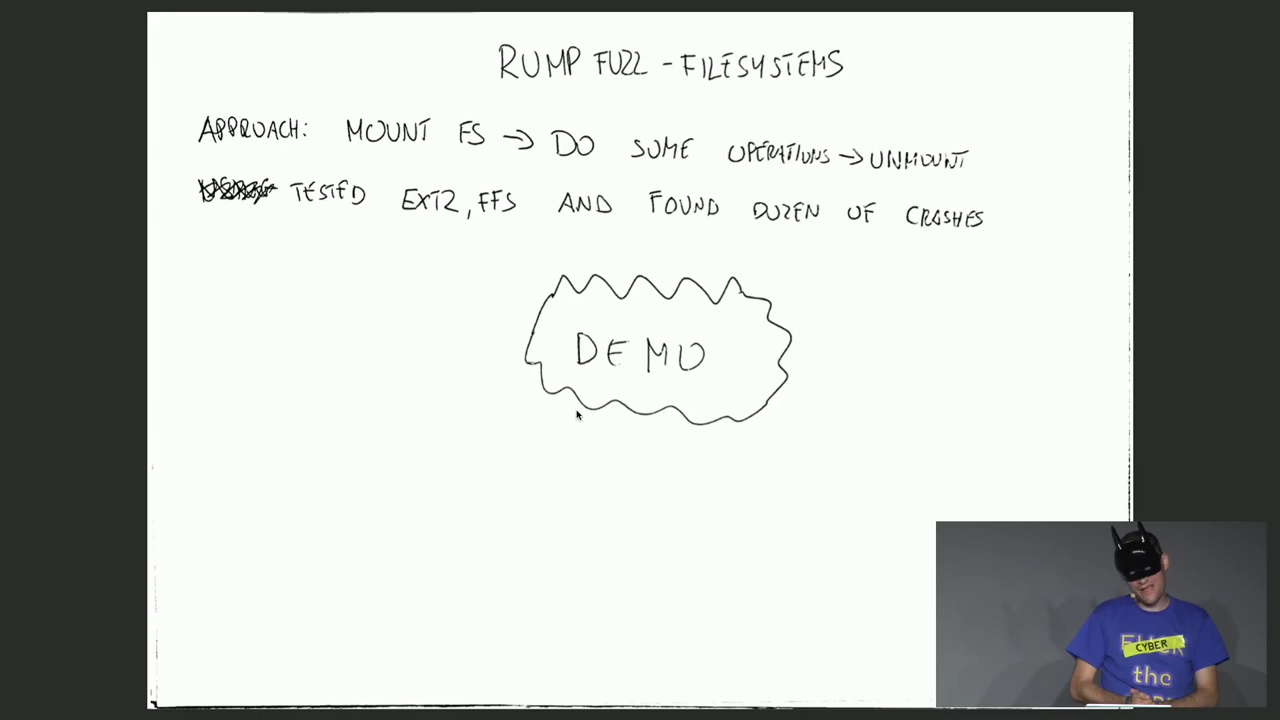 RUMP FUZZ - FILESYSTEMS
APPROACH: MOUNT FS → DO SOME OPERATIONS → UNMOUNT
TESTED EXT2, FFS AND FOUND DOZEN OF CRASHES
DEMO
CYBER
the